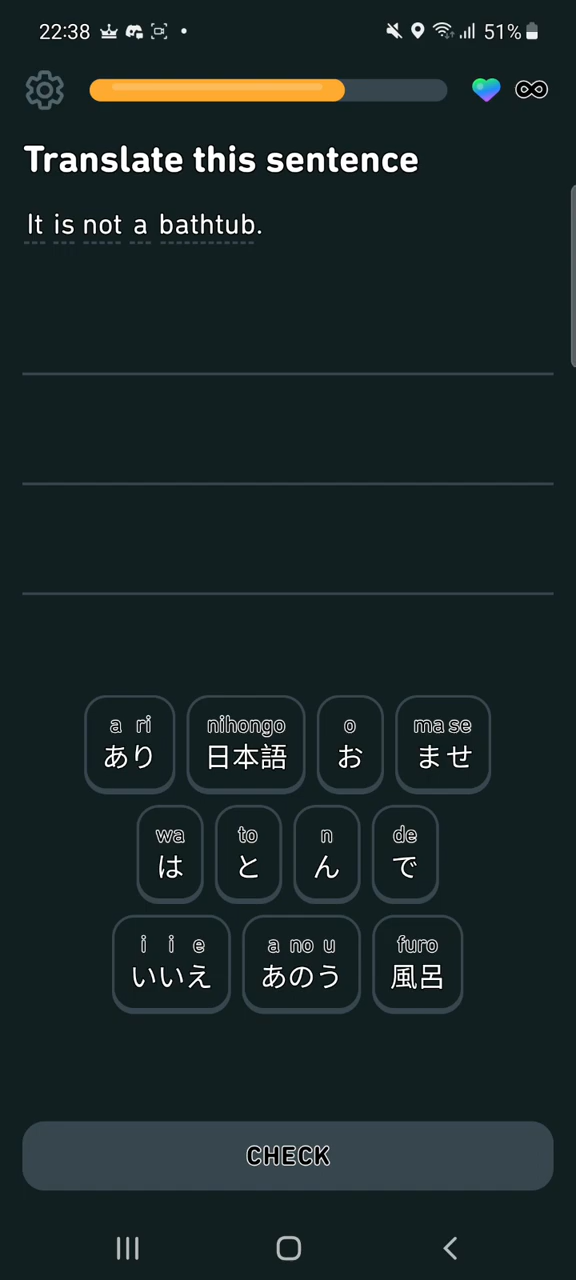 22:38 51%
Translate this sentence
It is not a bathtub.
a ri nihongo o ma se
あり 日本語 お ませ
wa to n de
は と ん で
i i e a no u furo
いいえ あのう 風呂
CHECK